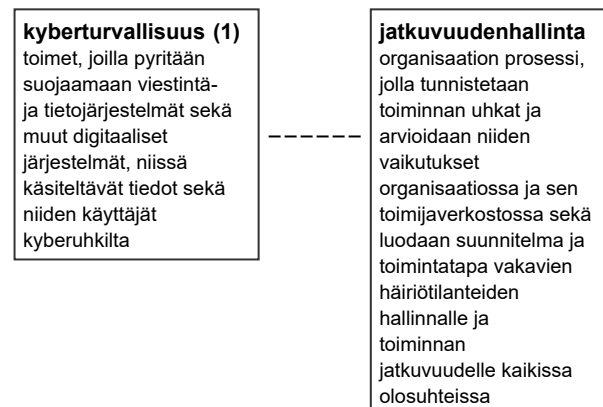 kyberturvallisuus (1)
toimet, joilla pyritään
suojaamaan viestintä-
ja tietojärjestelmät sekä
muut digitaaliset
järjestelmät, niissä
käsiteltävät tiedot sekä
niiden käyttäjät
kyberuhkilta
jatkuvuudenhallinta
organisaation prosessi,
jolla tunnistetaan
toiminnan uhkat ja
arvioidaan niiden
vaikutukset
organisaatiossa ja sen
toimijaverkostossa sekä
luodaan suunnitelma ja
toimintatapa vakavien
häiriötilanteiden
hallinnalle ja
toiminnan
jatkuvuudelle kaikissa
olosuhteissa